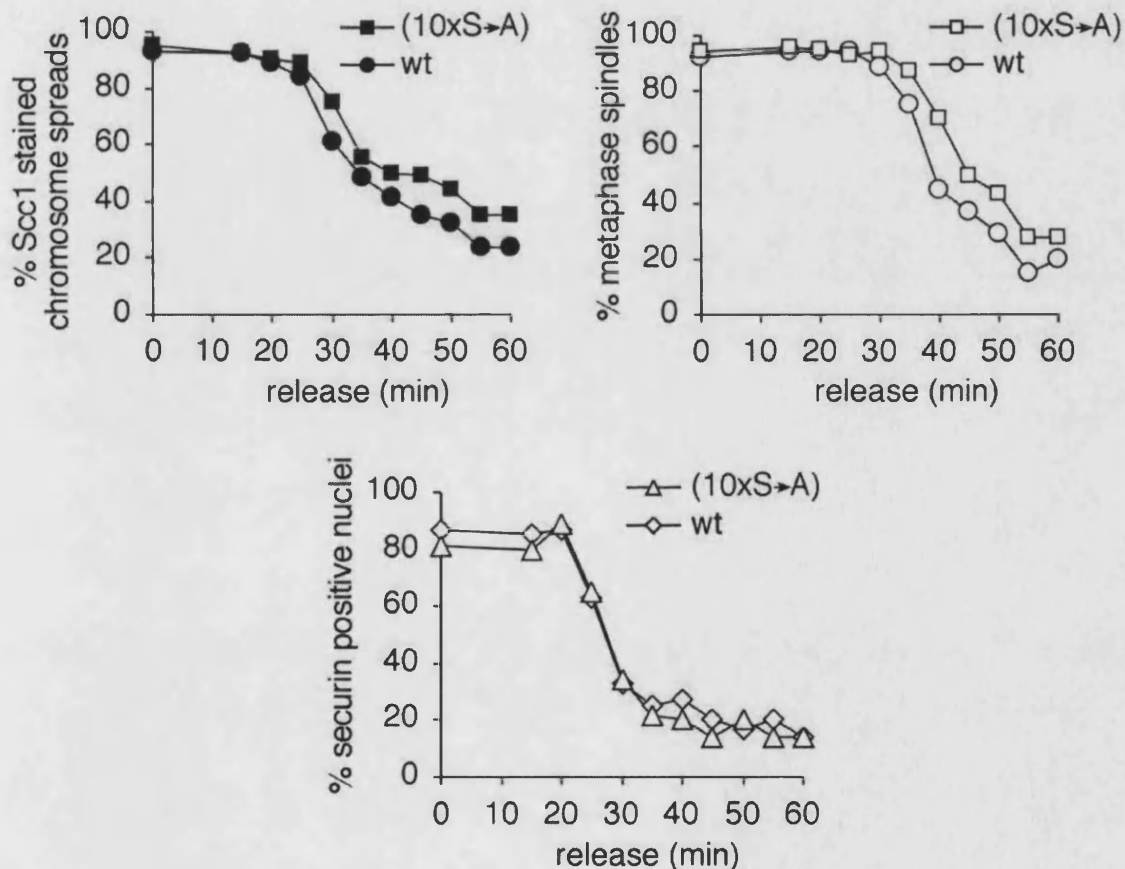 % Scc1 stained
chromosome spreads
100
80
60
40
20
0
(10xS→A)
wt
0 10 20 30 40 50 60
release (min)
% metaphase spindles
100
80
60
40
20
0
(10xS→A)
wt
0 10 20 30 40 50 60
release (min)
% securin positive nuclei
100
80
60
40
20
0
(10xS→A)
wt
0 10 20 30 40 50 60
release (min)